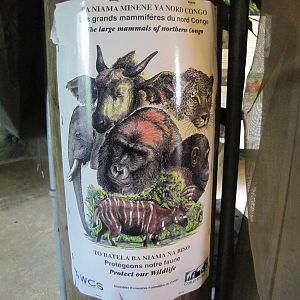 BA NIAMA MINENE YA NORD CONGO
Les grands mammifères du nord Congo
The large mammals of northern Congo
TO BATELA BA NIAMA NA BISO
Protégeons notre faune
Protect our Wildlife
WCS